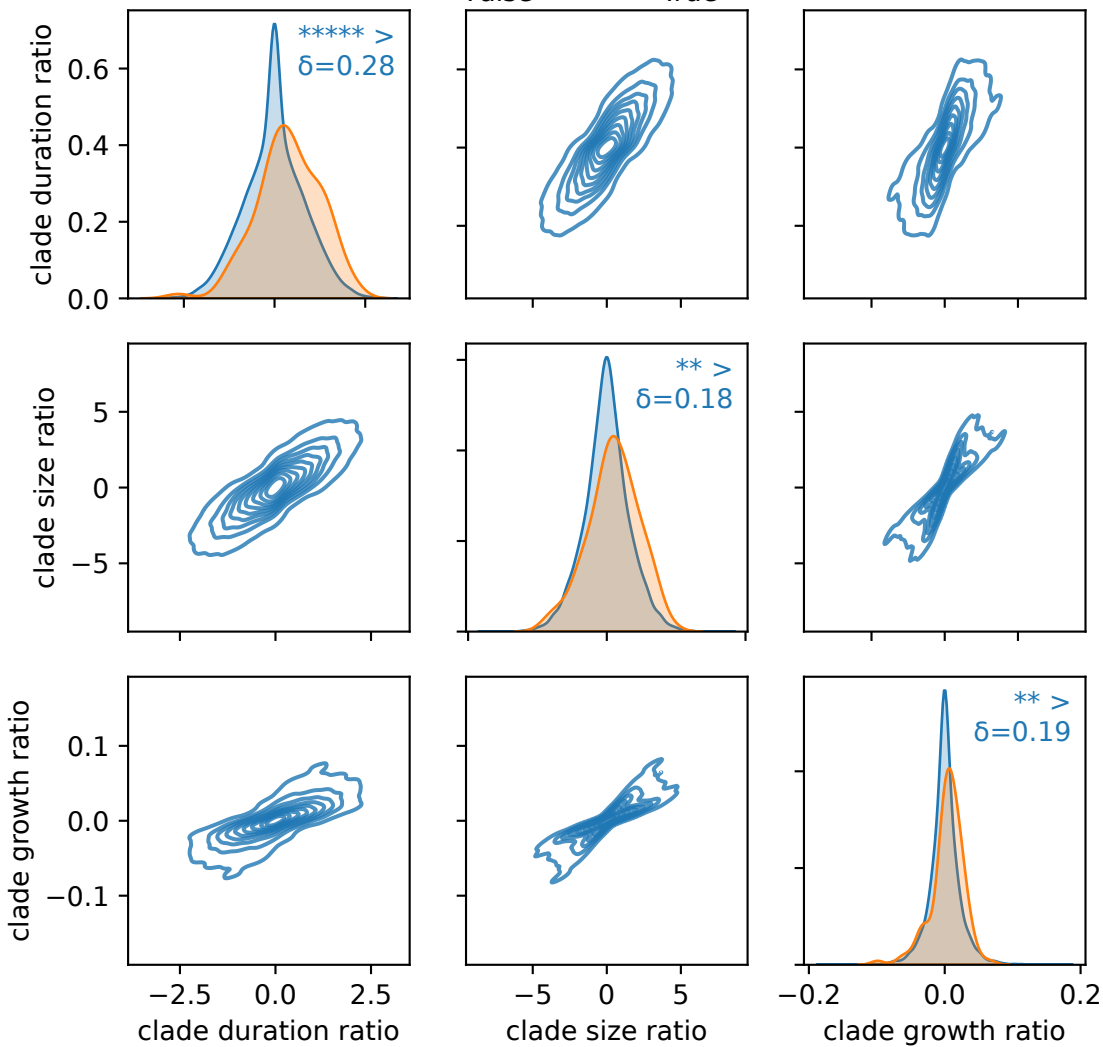 ***** >
δ=0.28
clade duration ratio
0.6
0.4
0.2
0.0
** >
δ=0.18
clade size ratio
5
0
−5
** >
δ=0.19
clade growth ratio
0.1
0.0
−0.1
−2.5 0.0 2.5
−5 0 5
−0.2 0.0 0.2
clade duration ratio
clade size ratio
clade growth ratio